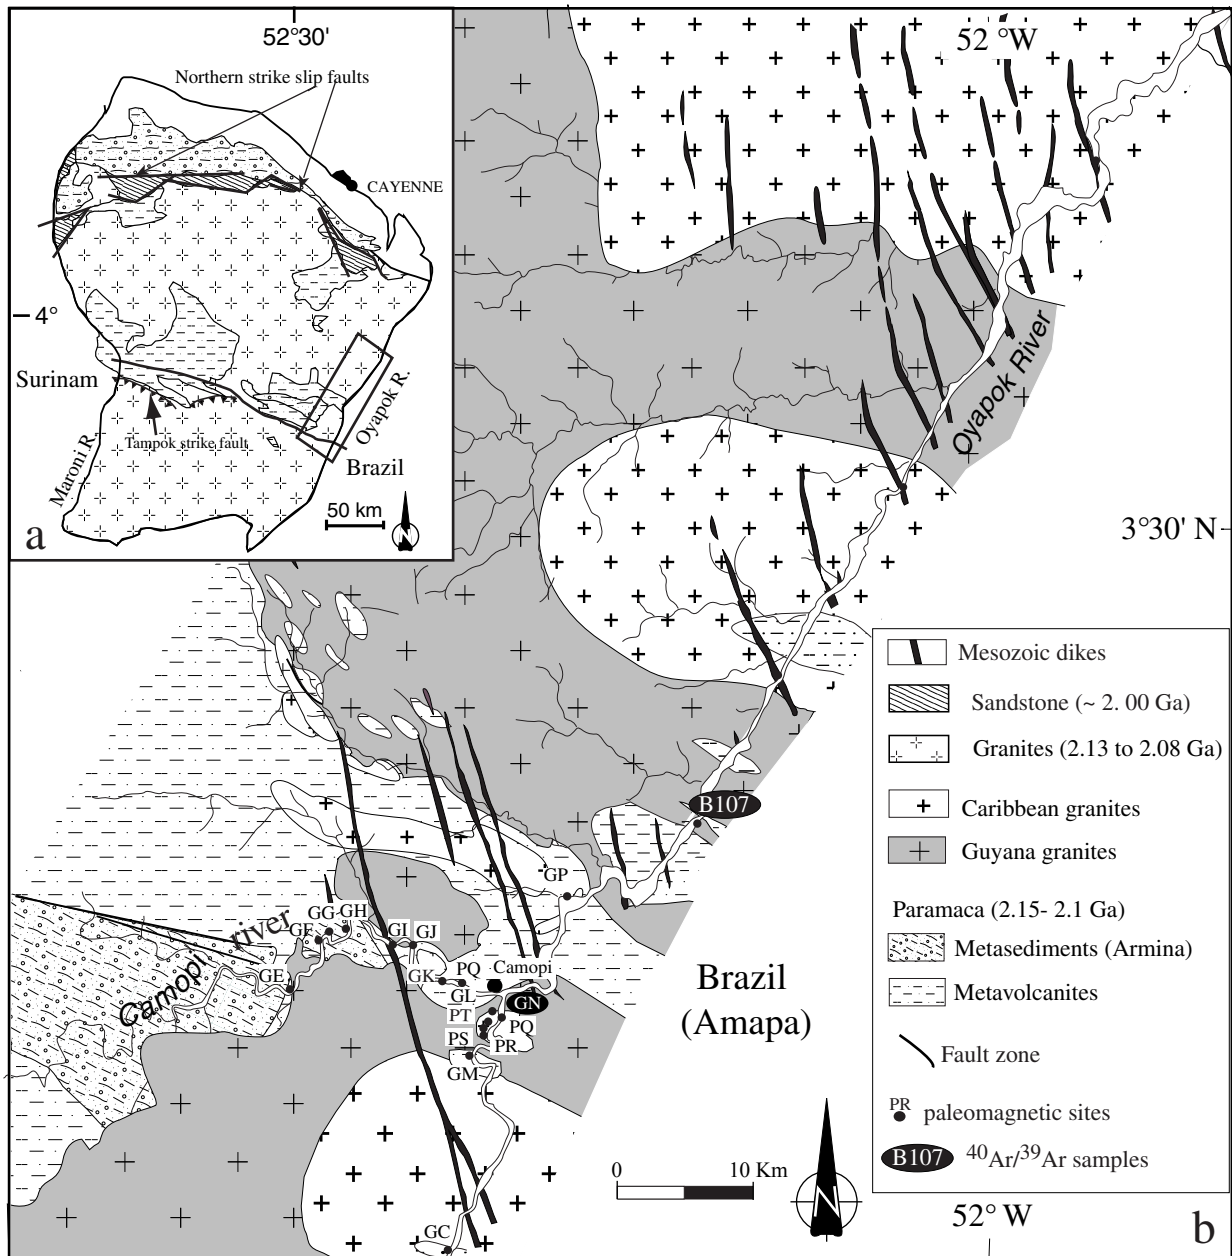 52°30'
Northern strike slip faults
CAYENNE
4°
Surinam
Tampok strike fault
Maroni R.
Oyapok R.
Brazil
50 km
N
a
52 °W
Oyapok River
3°30' N
B107
GP
GG
GH
GF
GI
GJ
GE
GK
PQ
Camopi
GL
GN
PT
PQ
PS
PR
GM
GC
Camopi river
Brazil
(Amapa)
0
10 Km
N
52° W
b
Mesozoic dikes
Sandstone (~ 2. 00 Ga)
Granites (2.13 to 2.08 Ga)
Caribbean granites
Guyana granites
Paramaca (2.15- 2.1 Ga)
Metasediments (Armina)
Metavolcanites
Fault zone
PR
paleomagnetic sites
B107
40Ar/39Ar samples